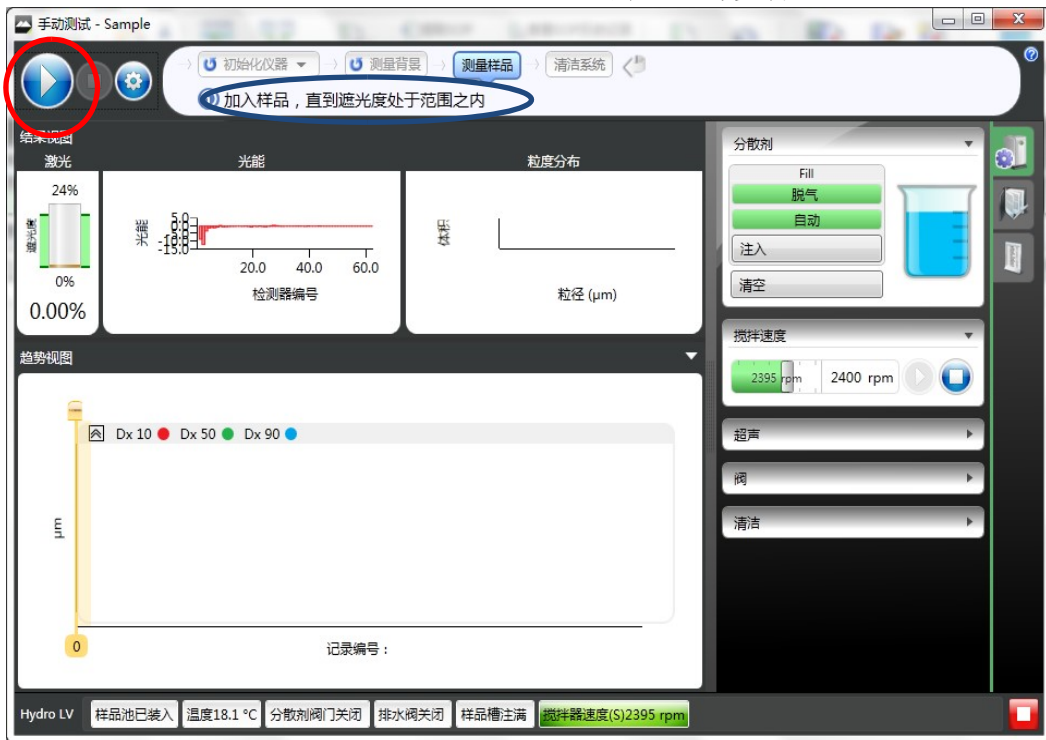 手动测试 - Sample
初始化仪器
测量背景
测量样品
清洁系统
加入样品，直到遮光度处于范围之内
结果视图
激光
光能
粒度分布
24%
遮光度
0%
0.00%
光能
5.0
-15.0
20.0 40.0 60.0
检测器编号
体积
粒径 (μm)
趋势视图
Dx 10 Dx 50 Dx 90
μm
0
记录编号：
分散剂
Fill
脱气
自动
注入
清空
搅拌速度
2395 rpm 2400 rpm
超声
阀
清洁
Hydro LV 样品池已装入 温度18.1 °C 分散剂阀门关闭 排水阀关闭 样品槽注满 搅拌器速度(S)2395 rpm